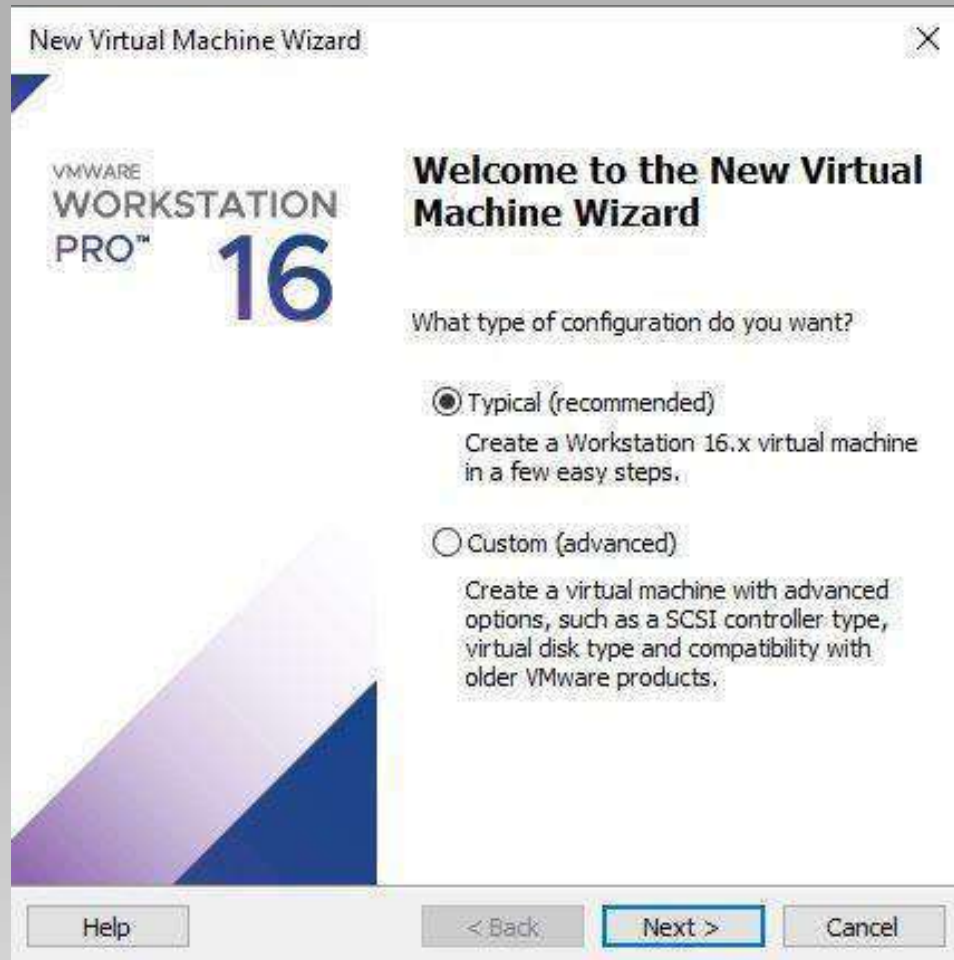 New Virtual Machine Wizard
VMWARE
WORKSTATION
PRO™ 16
Welcome to the New Virtual
Machine Wizard
What type of configuration do you want?
Typical (recommended)
Create a Workstation 16.x virtual machine
in a few easy steps.
Custom (advanced)
Create a virtual machine with advanced
options, such as a SCSI controller type,
virtual disk type and compatibility with
older VMware products.
Help
< Back
Next >
Cancel